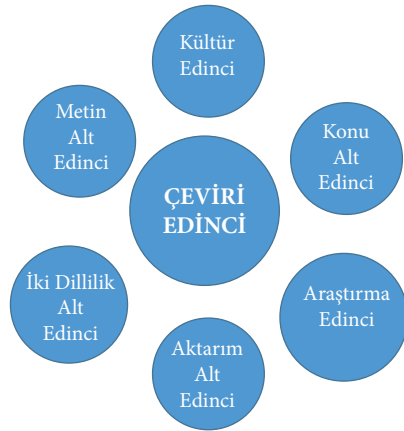 Kültür
Edinci
Metin
Alt
Edinci
Konu
Alt
Edinci
ÇEVİRİ
EDİNCİ
İki Dillilik
Alt
Edinci
Araştırma
Edinci
Aktarım
Alt
Edinci